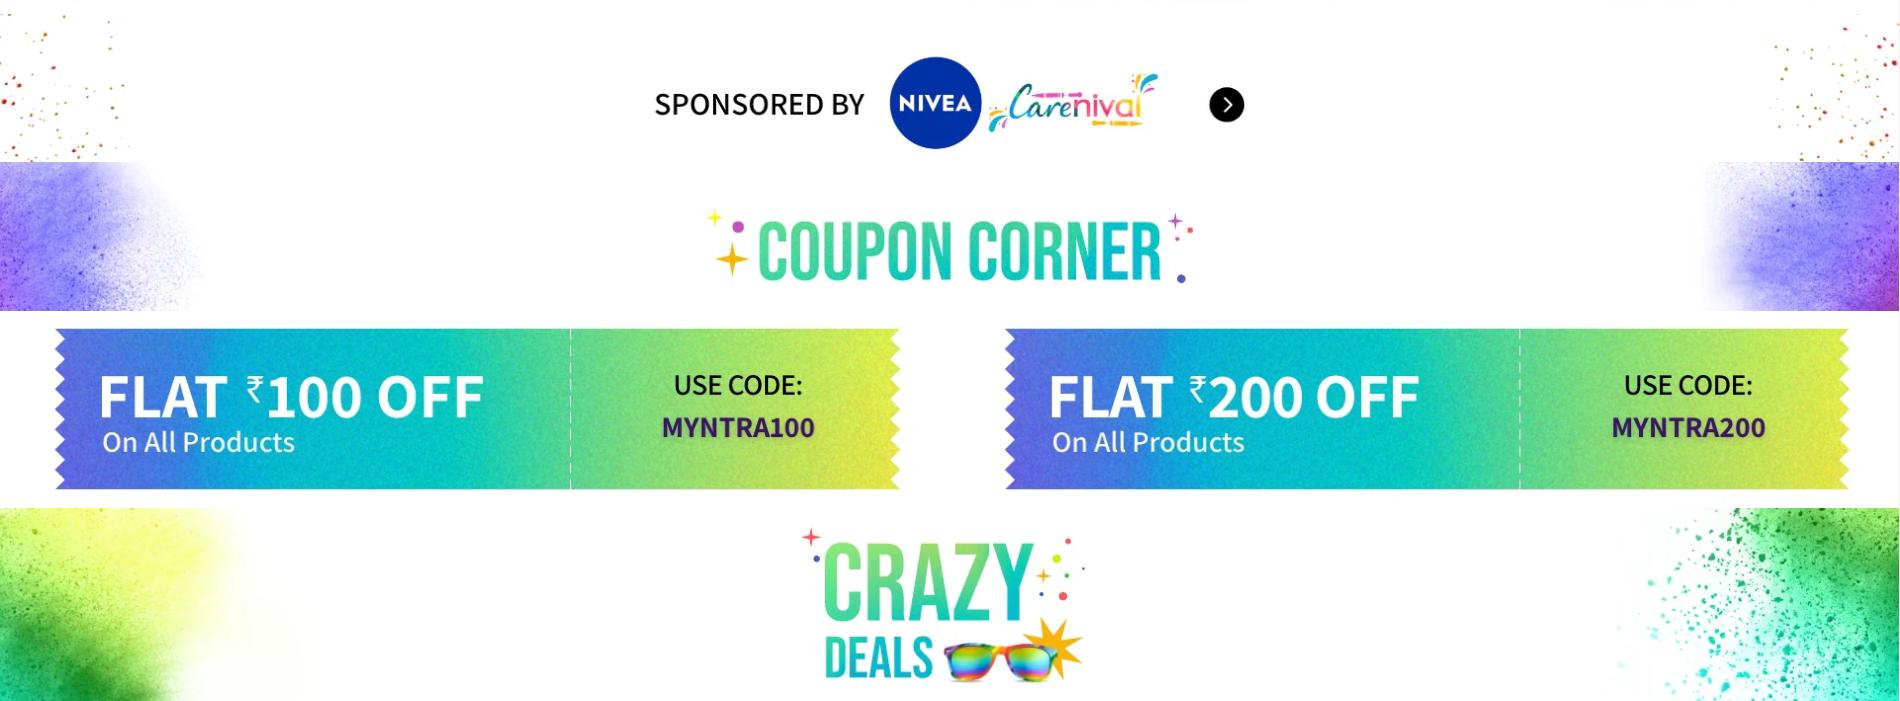 SPONSORED BY NIVEA Carenival
COUPON CORNER
FLAT ₹100 OFF
On All Products
USE CODE:
MYNTRA100
FLAT ₹200 OFF
On All Products
USE CODE:
MYNTRA200
CRAZY
DEALS